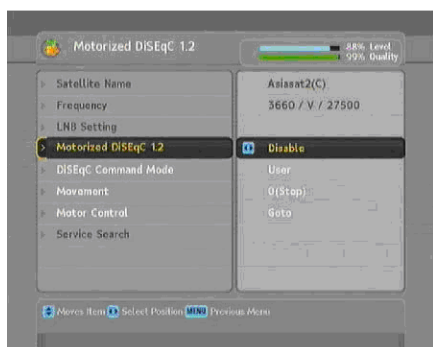 Motorized DiSEqC 1.2
88% Level
99% Quality
Satellite Name
Asiasat2(C)
Frequency
3660 / V / 27500
LNB Setting
Motorized DiSEqC 1.2
Disable
DiSEqC Command Mode
User
Movement
0(Stop)
Motor Control
Goto
Service Search
Moves Item Select Position MENU Previous Menu